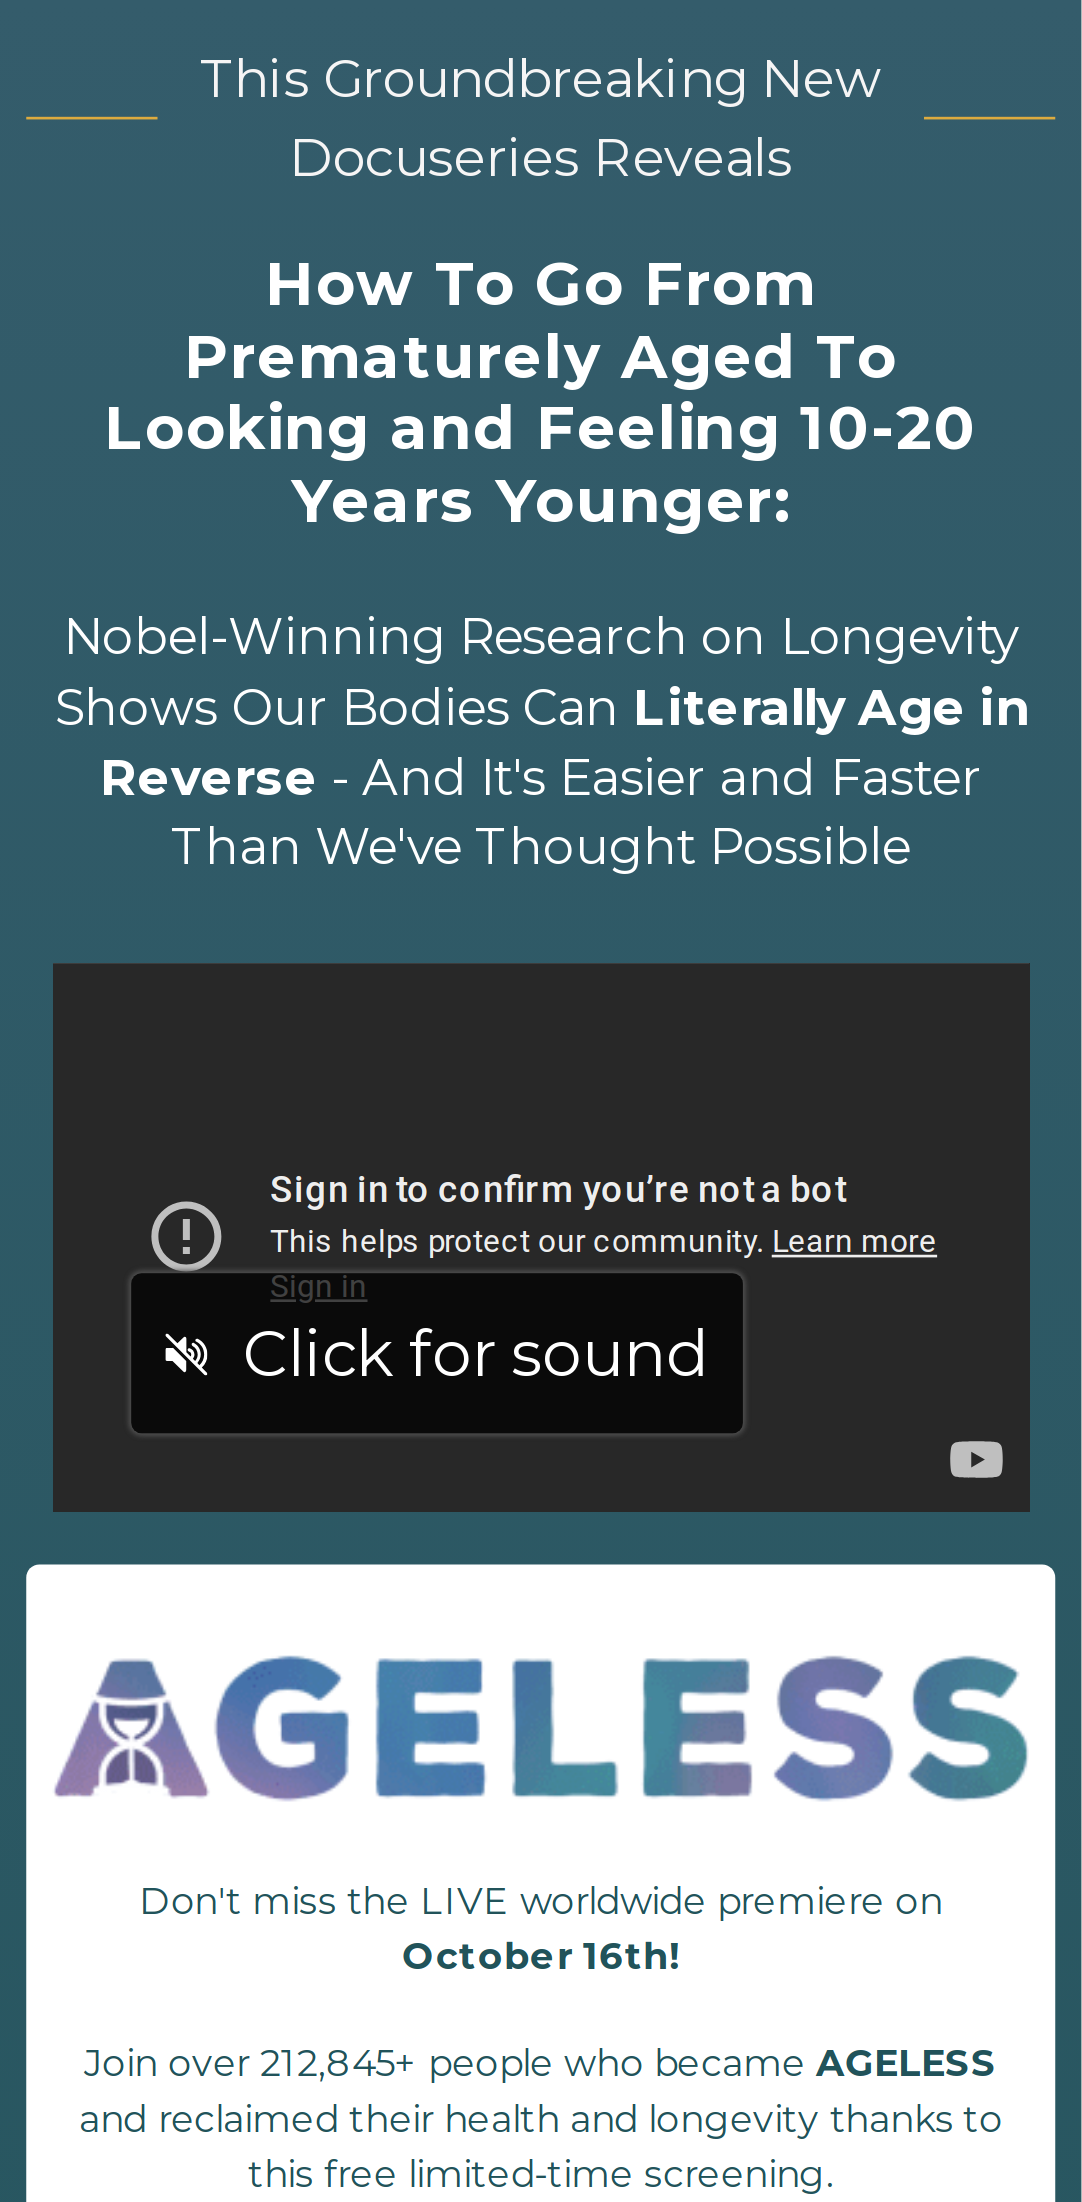 This Groundbreaking New
Docuseries Reveals
How To Go From
Prematurely Aged To
Looking and Feeling 10-20
Years Younger:
Nobel-Winning Research on Longevity
Shows Our Bodies Can Literally Age in
Reverse - And It's Easier and Faster
Than We've Thought Possible
Sign in to confirm you’re not a bot
This helps protect our community. Learn more
Sign in
Click for sound
AGELESS
Don't miss the LIVE worldwide premiere on
October 16th!
Join over 212,845+ people who became AGELESS
and reclaimed their health and longevity thanks to
this free limited-time screening.